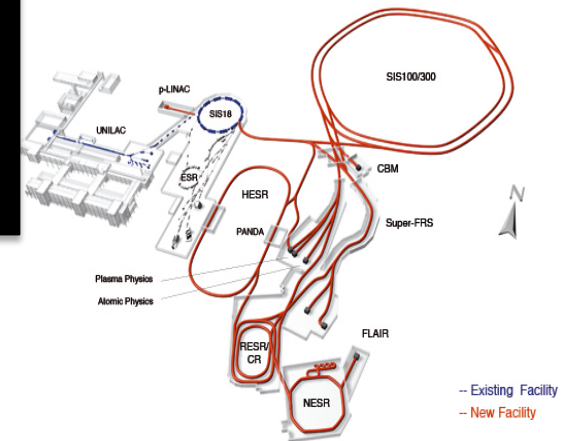 SIS100/300
p-LINAC
SIS18
UNILAC
CBM
ESR
HESR
N
PANDA
Super-FRS
Plasma Physics
Atomic Physics
FLAIR
RESR/
CR
NESR
-- Existing Facility
-- New Facility